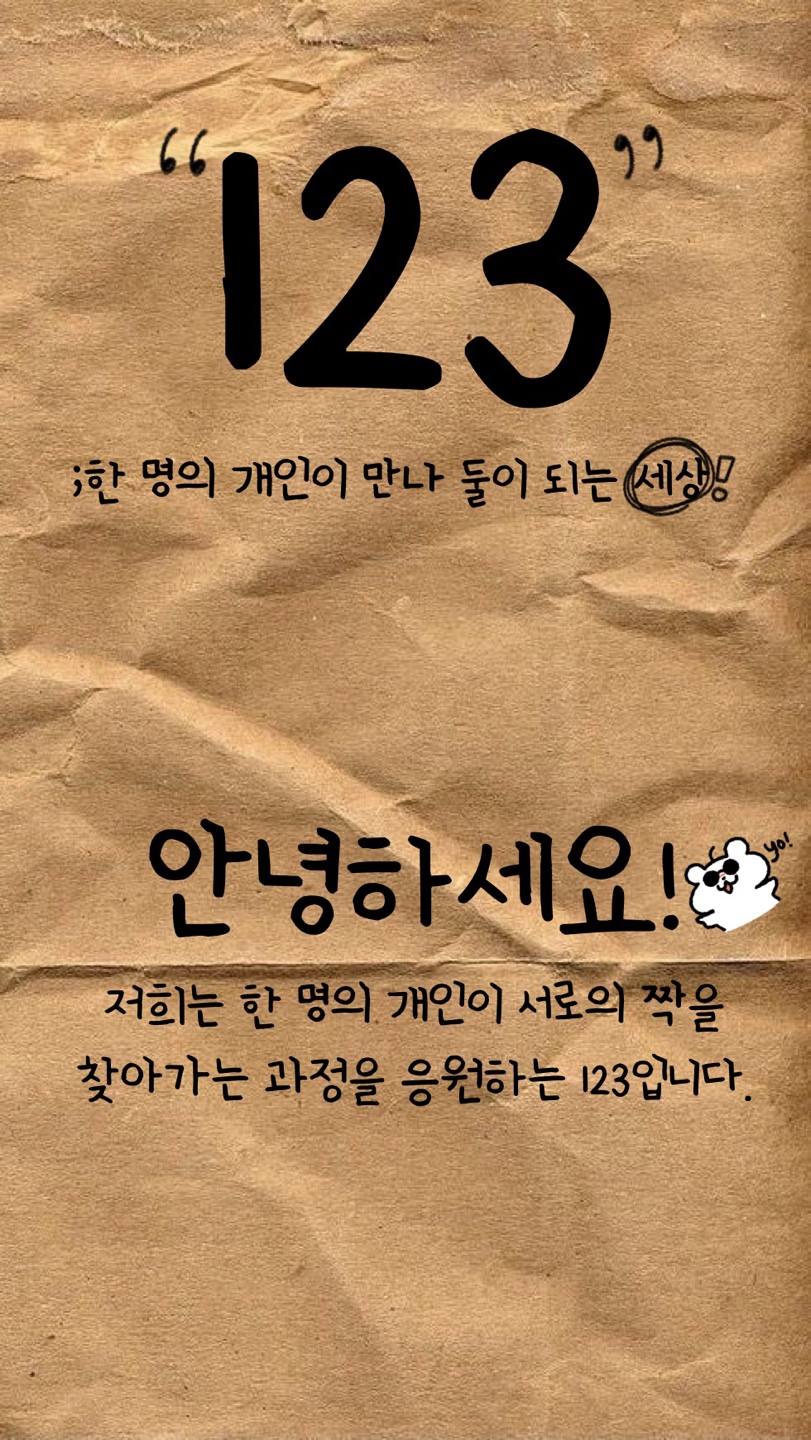 “123”
;한 명의 개인이 만나 둘이 되는 세상!
안녕하세요!
yo!
저희는 한 명의 개인이 서로의 짝을
찾아가는 과정을 응원하는 123입니다.